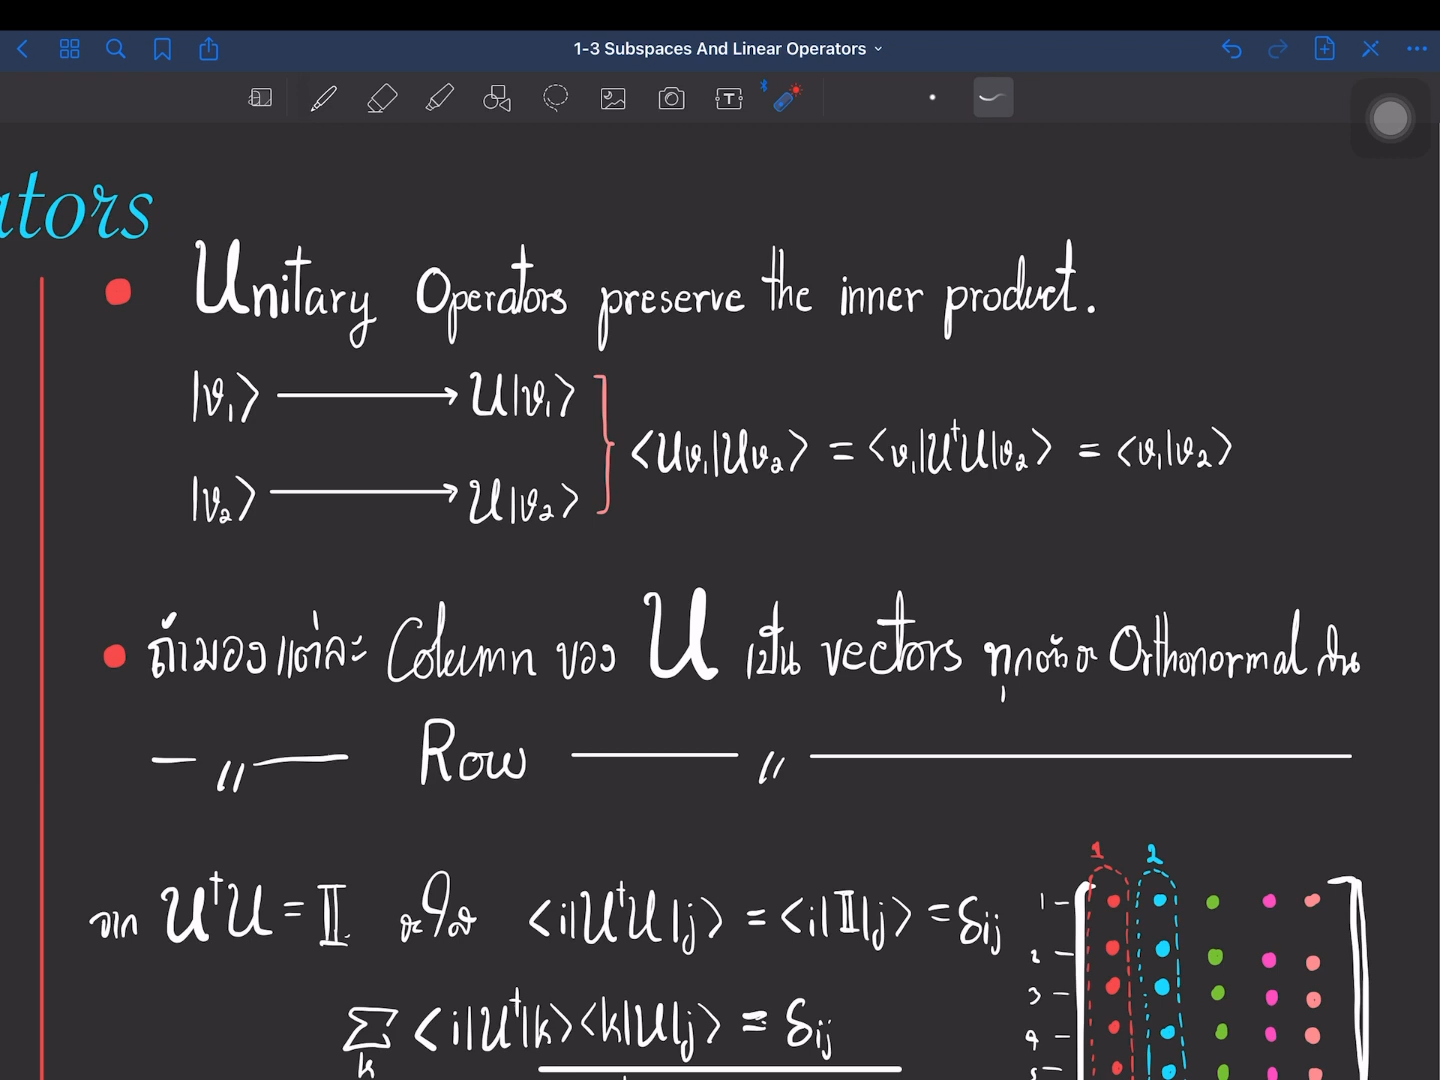 1-3 Subspaces And Linear Operators
ators
Unitary Operators preserve the inner product.
|v₁⟩ ⟶ U|v₁⟩
|v₂⟩ ⟶ U|v₂⟩
⟨Uv₁|Uv₂⟩ = ⟨v₁|U†U|v₂⟩ = ⟨v₁|v₂⟩
ถ้ามองแต่ละ Column ของ U เป็น vectors ทุกตัวจะ Orthonormal กัน
—〃 — Row — 〃 —
จาก U†U = 𝕀 จะได้ ⟨i|U†U|j⟩ = ⟨i|𝕀|j⟩ = δij
∑k ⟨i|U†|k⟩⟨k|U|j⟩ = δij
1 2
1 –
2 –
3 –
4 –
5 –